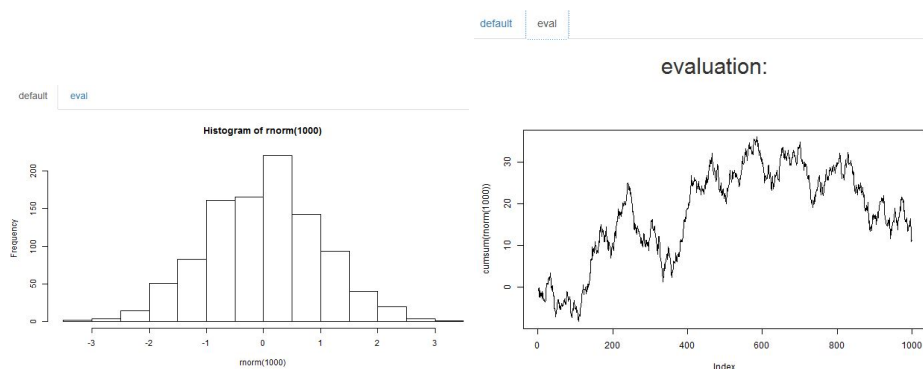 default eval
Histogram of rnorm(1000)
Frequency
200
150
100
50
0
-3 -2 -1 0 1 2 3
rnorm(1000)
default eval
evaluation:
cumsum(rnorm(1000))
30
20
10
0
0 200 400 600 800 1000
Index